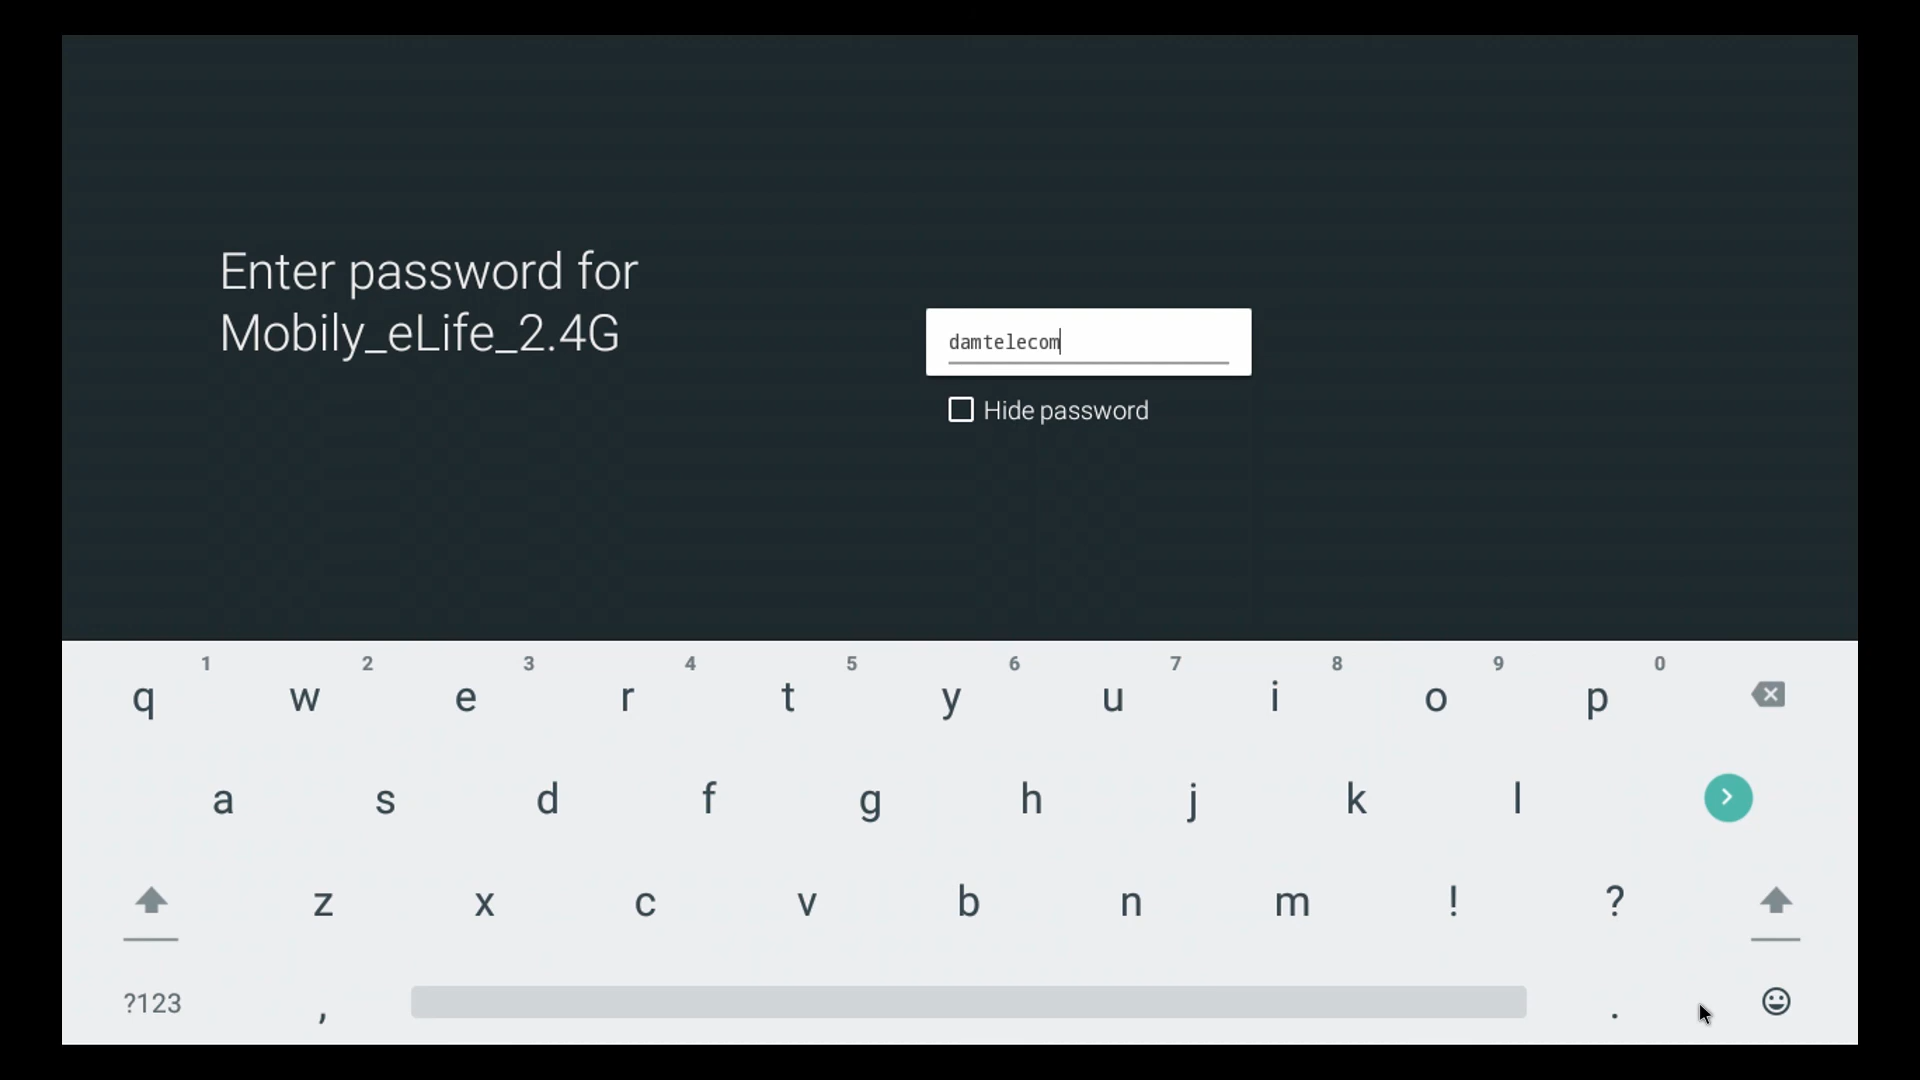 Enter password for
Mobily_eLife_2.4G
damtelecom
Hide password
1 2 3 4 5 6 7 8 9 0
q w e r t y u i o p
a s d f g h j k l
z x c v b n m ! ?
?123 , .